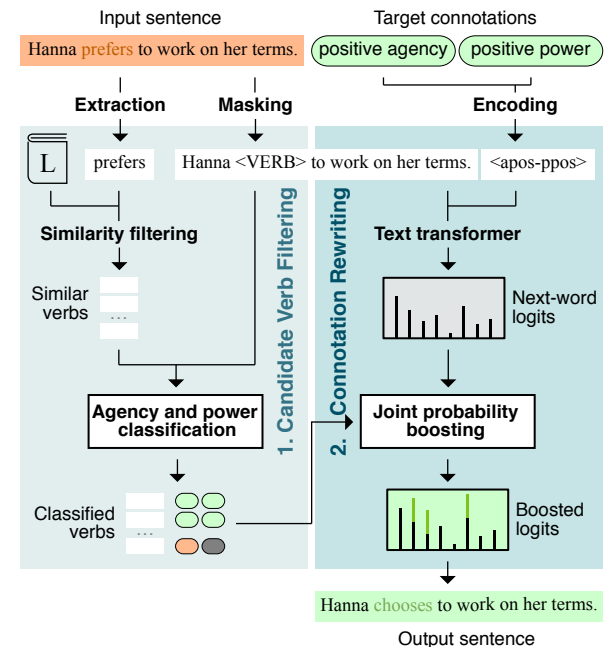 Input sentence
Target connotations
Hanna prefers to work on her terms.
positive agency
positive power
Extraction
Masking
Encoding
L
prefers
Hanna <VERB> to work on her terms.
<apos-ppos>
Similarity filtering
Text transformer
Similar
verbs
...
Next-word
logits
1. Candidate Verb Filtering
2. Connotation Rewriting
Agency and power
classification
Joint probability
boosting
Classified
verbs
...
Boosted
logits
Hanna chooses to work on her terms.
Output sentence